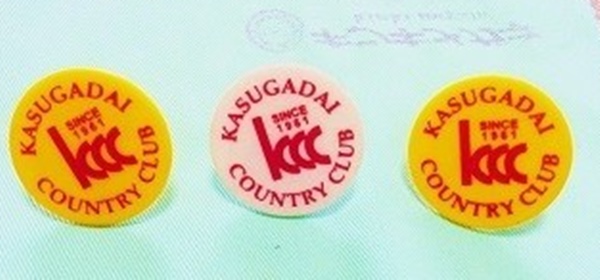 KASUGADAI
SINCE
1961
kccc
COUNTRY CLUB
KASUGADAI
SINCE
1961
kccc
COUNTRY CLUB
KASUGADAI
SINCE
1961
kccc
COUNTRY CLUB